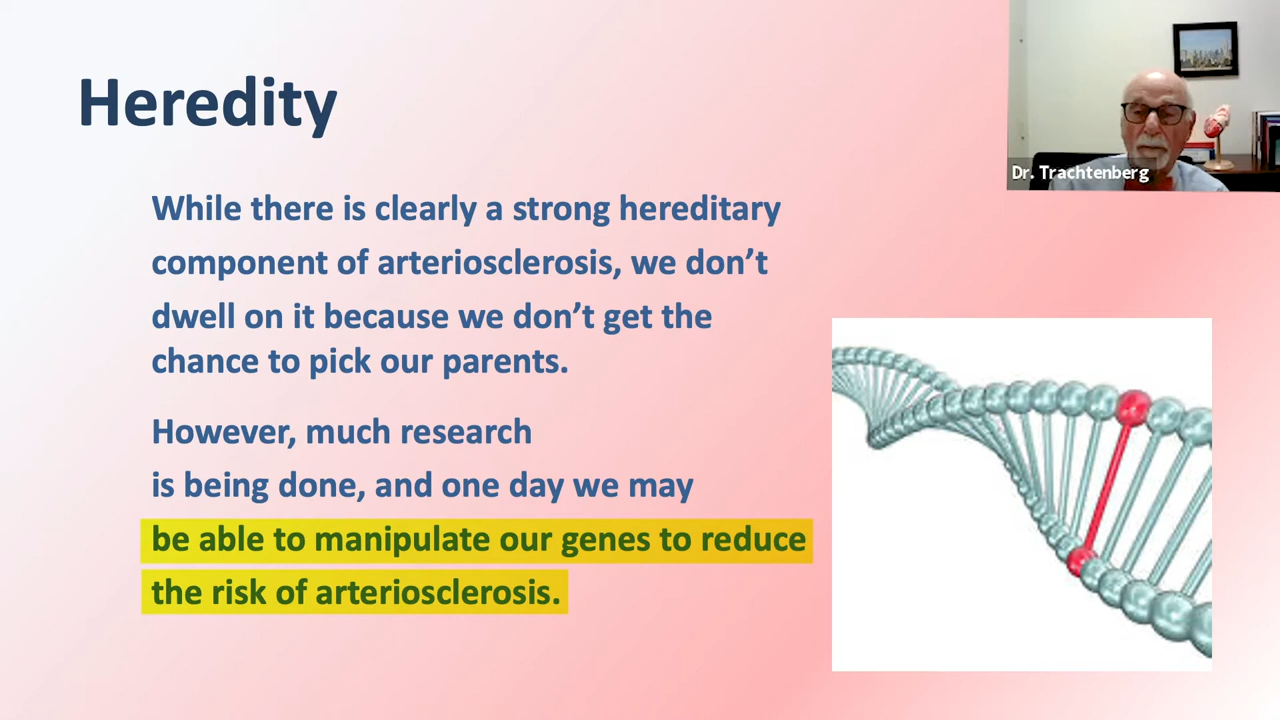 Heredity
Dr. Trachtenberg
While there is clearly a strong hereditary
component of arteriosclerosis, we don’t
dwell on it because we don’t get the
chance to pick our parents.
However, much research
is being done, and one day we may
be able to manipulate our genes to reduce
the risk of arteriosclerosis.